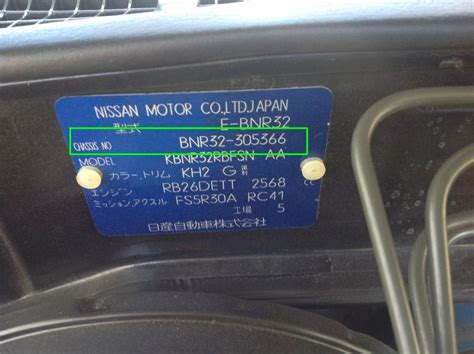 NISSAN MOTOR CO.,LTD.JAPAN
型式 E-BNR32
CHASSIS NO BNR32-305366
MODEL KBNR32RBFSN AA
カラー,トリム KH2 G
エンジン RB26DETT 2568 cc
ミッション,アクスル FS5R30A RC41
工場 5
日産自動車株式会社